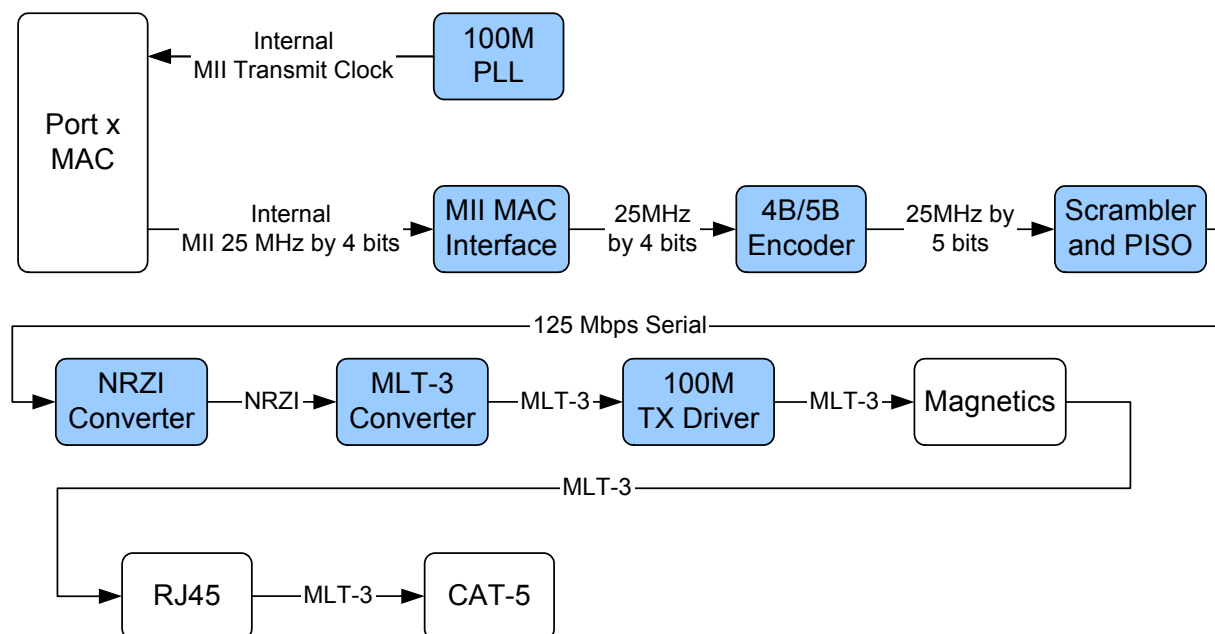 Internal
MII Transmit Clock
100M
PLL
Port x
MAC
Internal
MII 25 MHz by 4 bits
MII MAC
Interface
25MHz
by 4 bits
4B/5B
Encoder
25MHz by
5 bits
Scrambler
and PISO
125 Mbps Serial
NRZI
Converter
NRZI
MLT-3
Converter
MLT-3
100M
TX Driver
MLT-3
Magnetics
MLT-3
RJ45
MLT-3
CAT-5